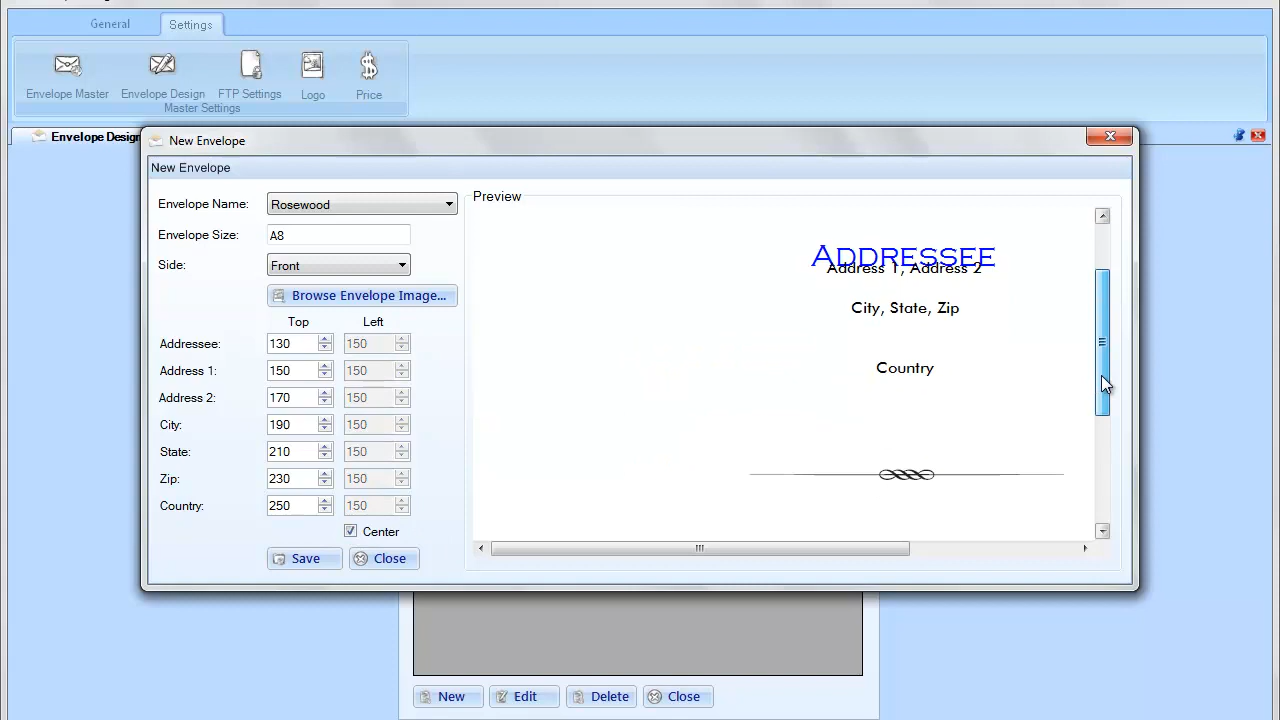 General Settings
Envelope Master Envelope Design FTP Settings Logo Price
Master Settings
Envelope Design
New Envelope
New Envelope
Envelope Name: Rosewood
Envelope Size: A8
Side: Front
Browse Envelope Image...
Top Left
Addressee: 130 150
Address 1: 150 150
Address 2: 170 150
City: 190 150
State: 210 150
Zip: 230 150
Country: 250 150
Center
Save Close
Preview
Addressee
Address 1, Address 2
City, State, Zip
Country
New Edit Delete Close